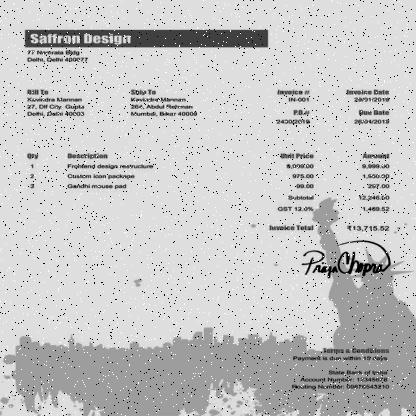 Saffron Design
77 Namrata Bldg
Delhi, Delhi 400077
Bill To
Kavindra Mannan
27, Dlf City Gupta
Delhi, Delhi 40003
Ship To
Kavindra Mannan
264, Abdul Rehman
Mumbai, Bihar 40009
Invoice #
IN-001
Invoice Date
29/01/2019
P.O.#
2430/2019
Due Date
26/04/2019
Qty Description Unit Price Amount
1 Frontend design restructure 9,999.00 9,999.00
2 Custom icon package 975.00 1,950.00
3 Gandhi mouse pad 99.00 297.00
Subtotal 12,246.00
GST 12.0% 1,469.52
Invoice Total ₹13,715.52
Chopra
Terms & Conditions
Payment is due within 15 days
State Bank of India
Account Number: 12345678
Routing Number: 09876543210